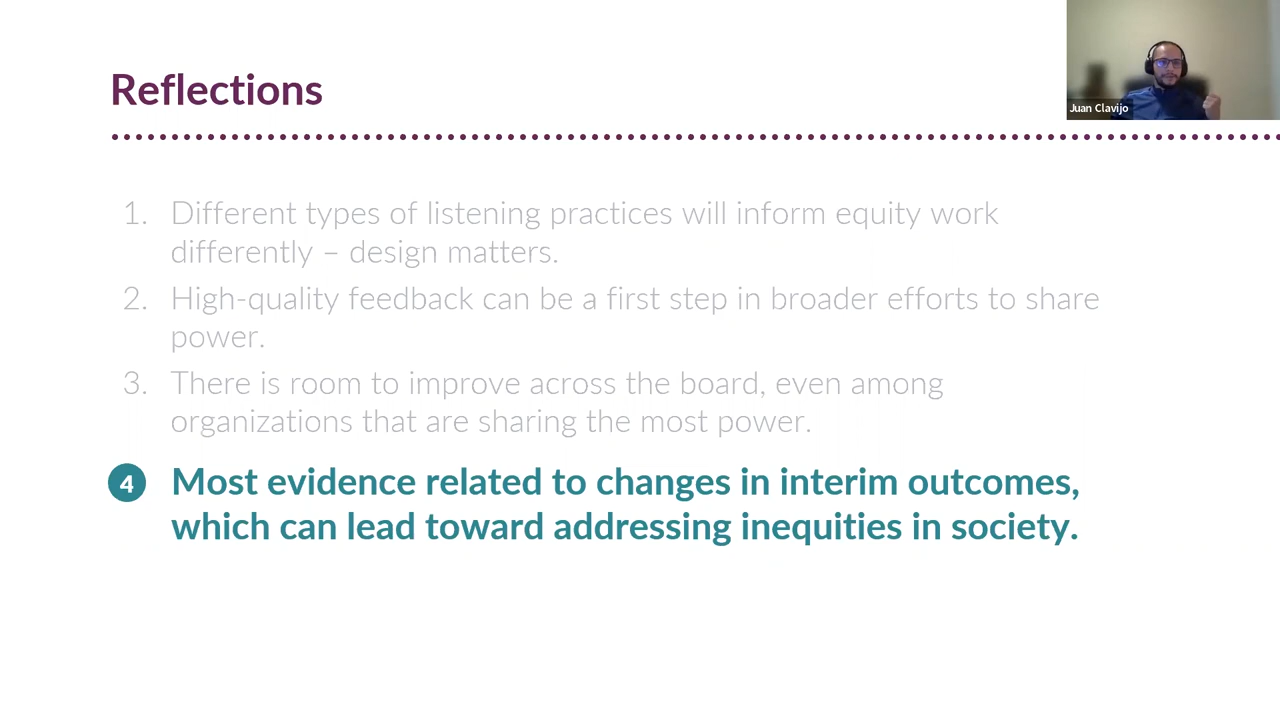 Reflections
Juan Clavijo
1. Different types of listening practices will inform equity work
differently – design matters.
2. High-quality feedback can be a first step in broader efforts to share
power.
3. There is room to improve across the board, even among
organizations that are sharing the most power.
4 Most evidence related to changes in interim outcomes,
which can lead toward addressing inequities in society.